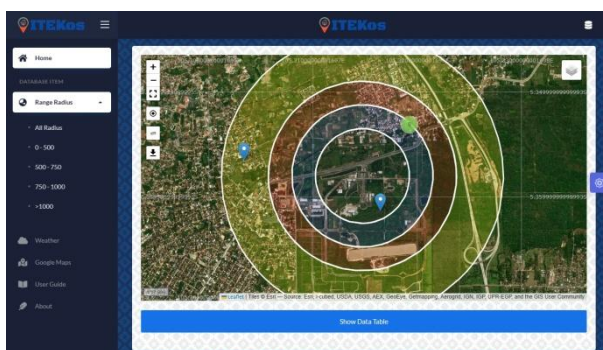 ITEKos
ITEKos
Home
DATABASE ITEM
Range Radius
All Radius
0 - 500
500 - 750
750 - 1000
>1000
Weather
Google Maps
User Guide
About
+
−
Leaflet | Tiles © Esri — Source: Esri, i-cubed, USDA, USGS, AEX, GeoEye, Getmapping, Aerogrid, IGN, IGP, UPR-EGP, and the GIS User Community
Show Data Table